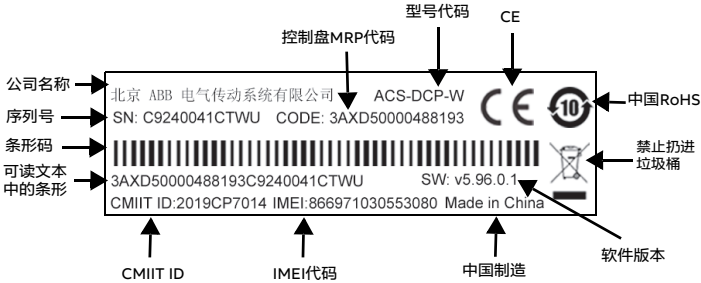 型号代码
CE
控制盘MRP代码
公司名称
北京 ABB 电气传动系统有限公司
ACS-DCP-W
中国RoHS
10
序列号
SN: C9240041CTWU
CODE: 3AXD50000488193
条形码
禁止扔进
垃圾桶
可读文本
中的条形
3AXD50000488193C9240041CTWU
SW: v5.96.0.1
CMIIT ID:2019CP7014 IMEI:866971030553080 Made in China
软件版本
CMIIT ID
IMEI代码
中国制造